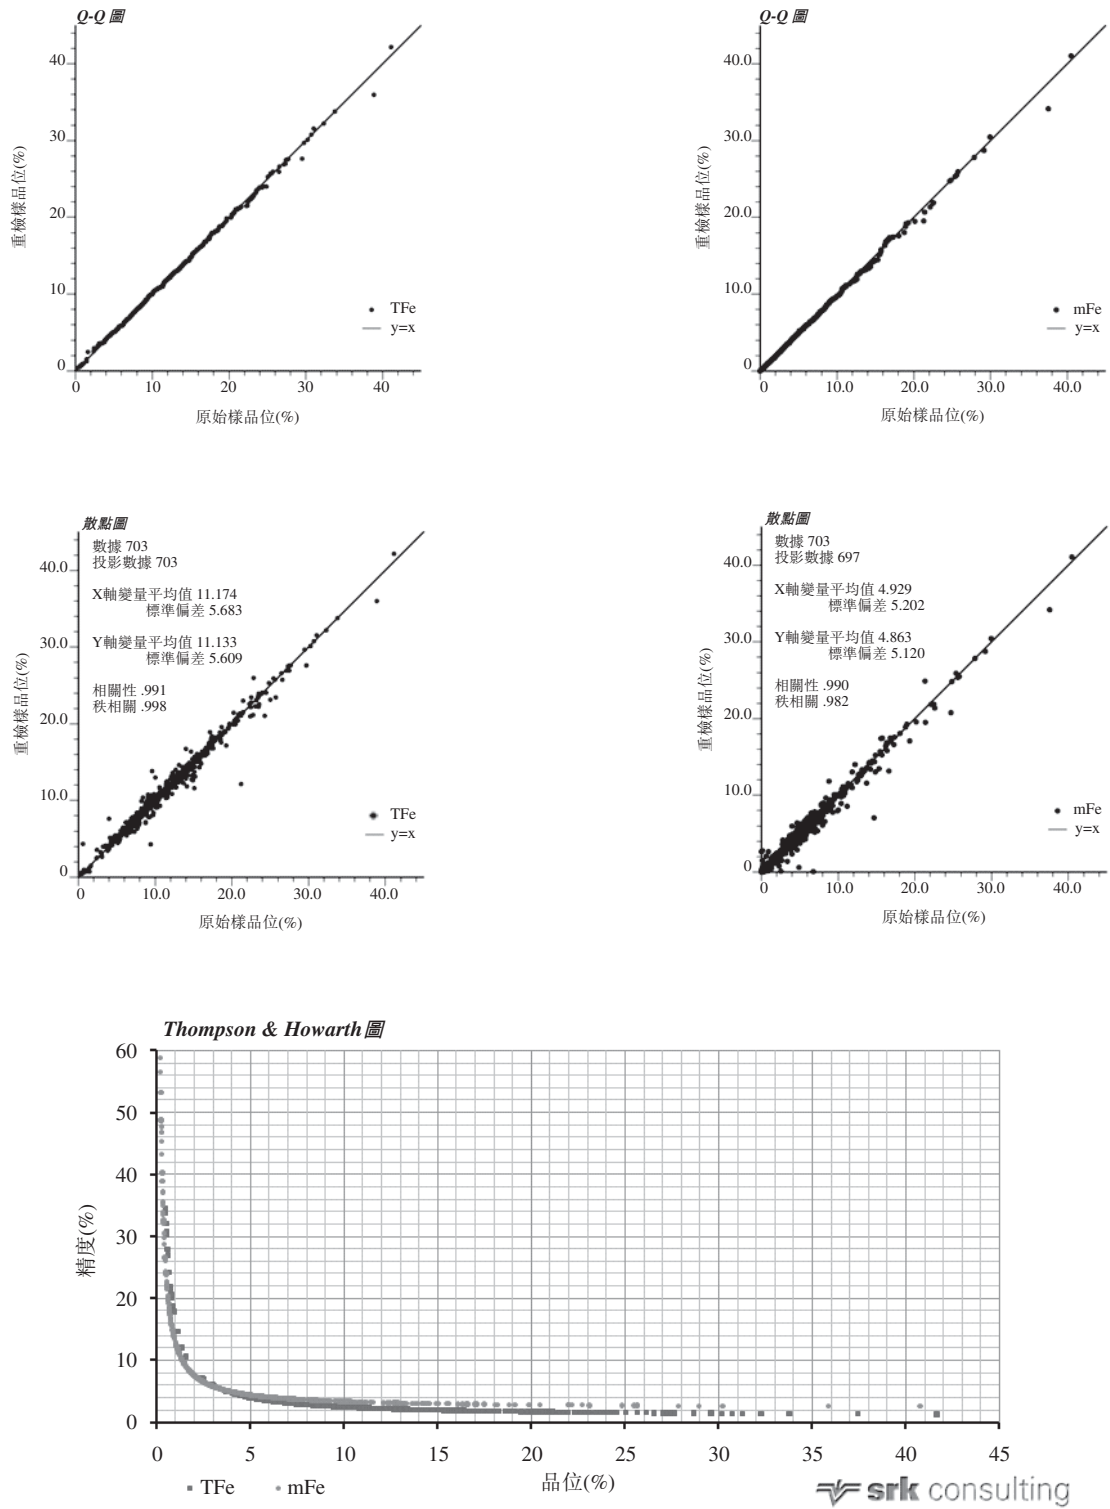 Q-Q 圖
40
30
20
10
0
0 10 20 30 40
重檢樣品位(%)
原始樣品位(%)
TFe
y=x
Q-Q 圖
40.0
30.0
20.0
10.0
0
0 10.0 20.0 30.0 40.0
重檢樣品位(%)
原始樣品位(%)
mFe
y=x
散點圖
數據 703
投影數據 703
X軸變量平均值 11.174
標準偏差 5.683
Y軸變量平均值 11.133
標準偏差 5.609
相關性 .991
秩相關 .998
40.0
30.0
20.0
10.0
0
0 10.0 20.0 30.0 40.0
重檢樣品位(%)
原始樣品位(%)
TFe
y=x
散點圖
數據 703
投影數據 697
X軸變量平均值 4.929
標準偏差 5.202
Y軸變量平均值 4.863
標準偏差 5.120
相關性 .990
秩相關 .982
40.0
30.0
20.0
10.0
0
0 10.0 20.0 30.0 40.0
重檢樣品位(%)
原始樣品位(%)
mFe
y=x
Thompson & Howarth圖
60
50
40
30
20
10
0
精度(%)
0 5 10 15 20 25 30 35 40 45
品位(%)
TFe mFe
srk consulting